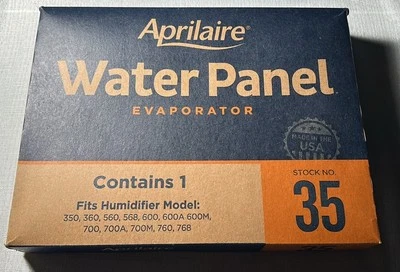 Aprilaire®
Water Panel
EVAPORATOR
MADE IN THE
USA
Contains 1
Fits Humidifier Model:
350, 360, 560, 568, 600, 600A 600M,
700, 700A, 700M, 760, 768
STOCK NO.
35